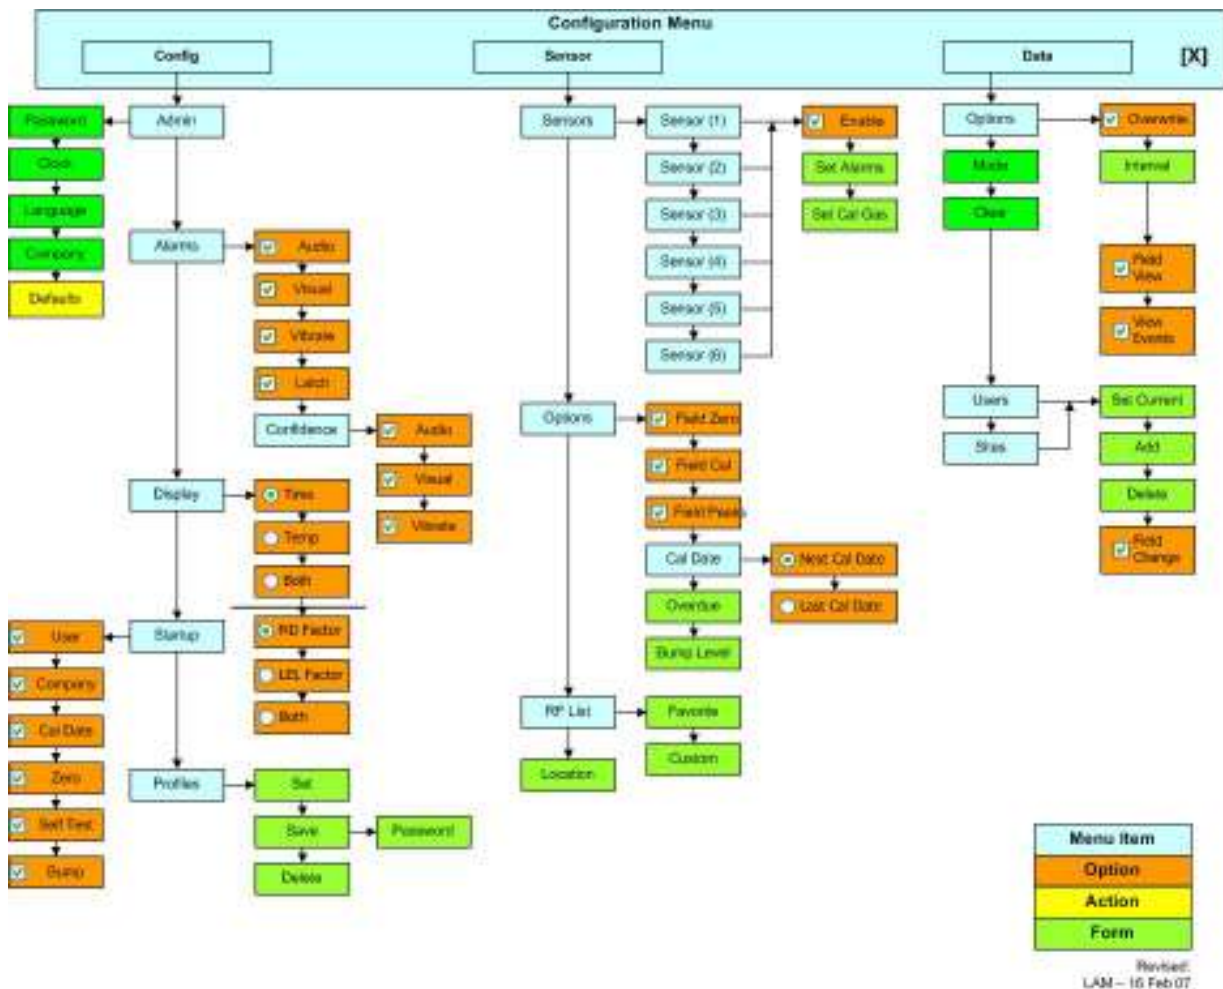 Configuration Menu
Config
Sensor
Data
[X]
Password
Admin
Clock
Language
Company
Defaults
Alarms
Audio
Visual
Vibrate
Latch
Confidence
Audio
Visual
Vibrate
Display
Time
Temp
Both
RD Factor
LEL Factor
Both
Startup
User
Company
Cal Date
Zero
Self Test
Bump
Profiles
Set
Save
Password
Delete
Sensors
Sensor (1)
Sensor (2)
Sensor (3)
Sensor (4)
Sensor (5)
Sensor (6)
Enable
Set Alarms
Set Cal Gas
Options
Field Zero
Field Cal
Field Peaks
Cal Date
Next Cal Date
Last Cal Date
Overdue
Bump Level
RF List
Favorite
Custom
Location
Options
Overwrite
Mode
Interval
Clear
Field
View
View
Events
Users
Sites
Set Current
Add
Delete
Field
Change
Menu Item
Option
Action
Form
Revised:
LAM – 16 Feb 07